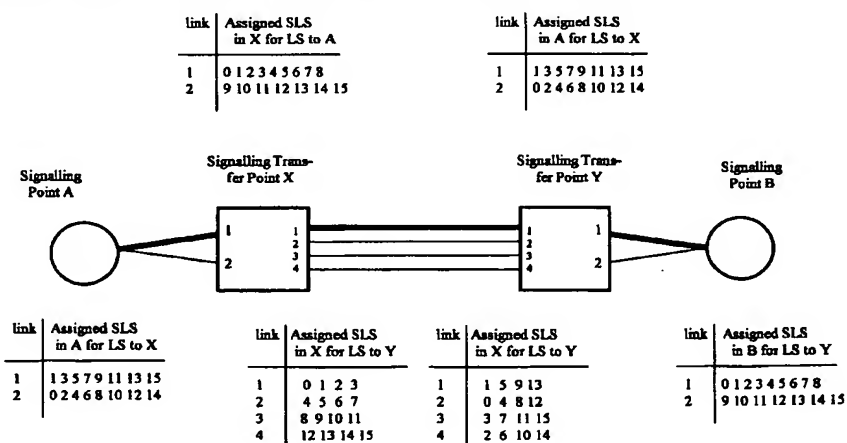 link Assigned SLS
in X for LS to A
1 0 1 2 3 4 5 6 7 8
2 9 10 11 12 13 14 15
link Assigned SLS
in A for LS to X
1 1 3 5 7 9 11 13 15
2 0 2 4 6 8 10 12 14
Signalling
Point A
Signalling Trans-
fer Point X
Signalling Trans-
fer Point Y
Signalling
Point B
1 1
2
2 3
4
1 1
2
3 2
4
link Assigned SLS
in A for LS to X
1 1 3 5 7 9 11 13 15
2 0 2 4 6 8 10 12 14
link Assigned SLS
in X for LS to Y
1 0 1 2 3
2 4 5 6 7
3 8 9 10 11
4 12 13 14 15
link Assigned SLS
in X for LS to Y
1 1 5 9 13
2 0 4 8 12
3 3 7 11 15
4 2 6 10 14
link Assigned SLS
in B for LS to Y
1 0 1 2 3 4 5 6 7 8
2 9 10 11 12 13 14 15